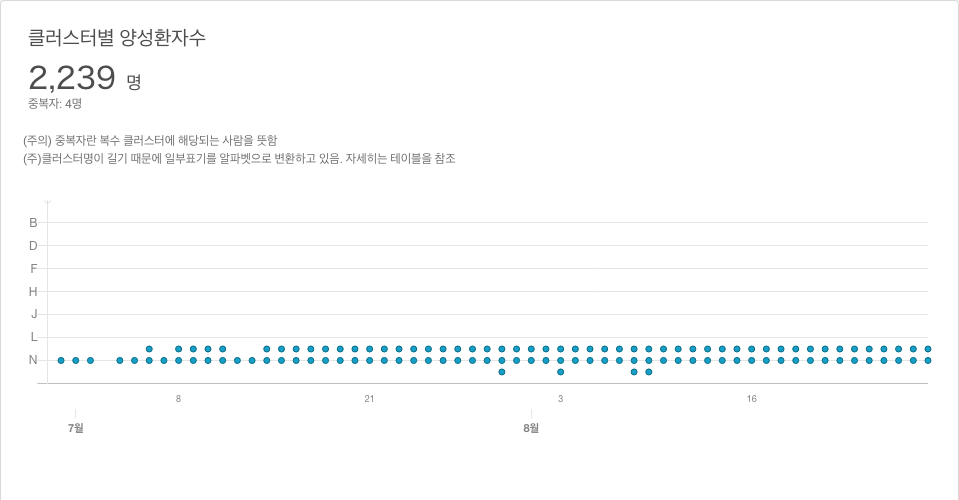 클러스터별 양성환자수
2,239 명
중복자: 4명
(주의) 중복자란 복수 클러스터에 해당되는 사람을 뜻함
(주)클러스터명이 길기 때문에 일부표기를 알파벳으로 변환하고 있음. 자세히는 테이블을 참조
B
D
F
H
J
L
N
8 21 3 16
7월 8월